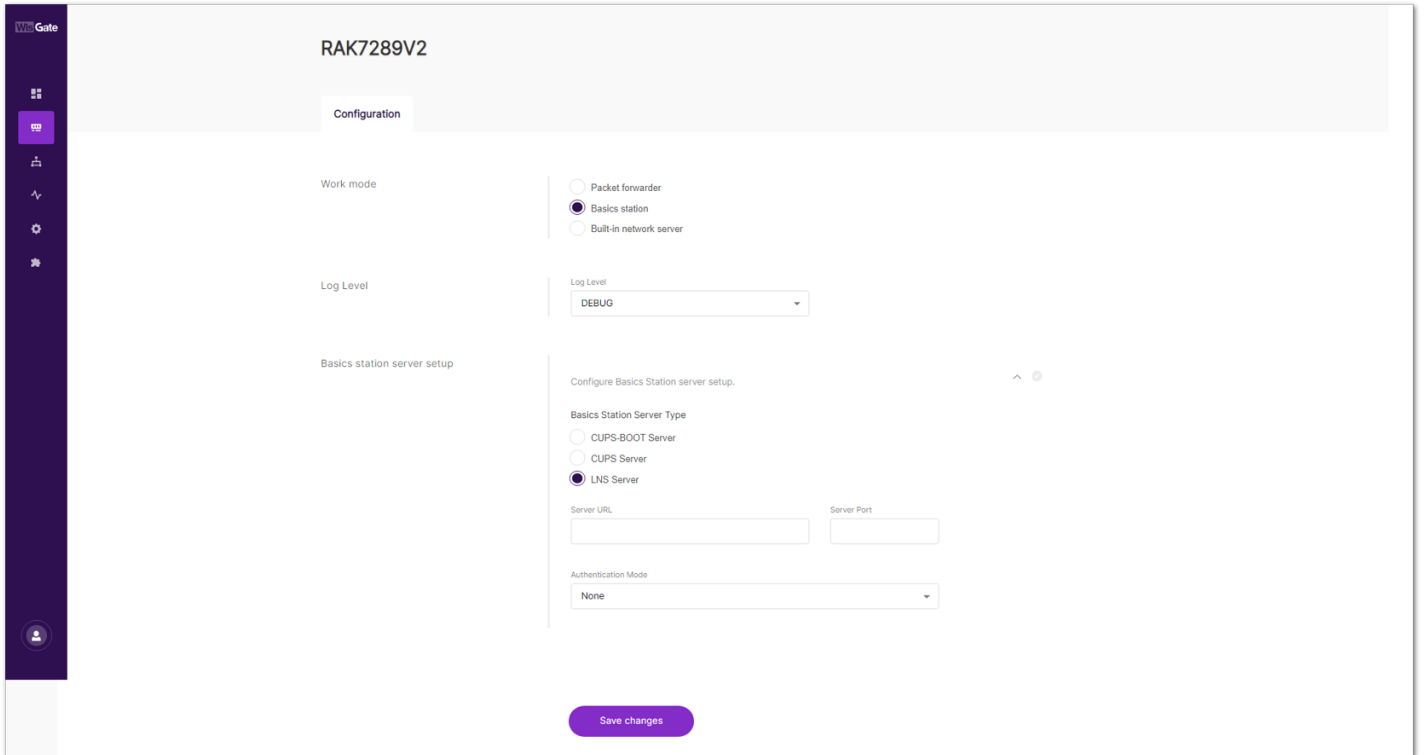 WisGate
RAK7289V2
Configuration
Work mode
Packet forwarder
Basics station
Built-in network server
Log Level
Log Level
DEBUG
Basics station server setup
Configure Basics Station server setup.
Basics Station Server Type
CUPS-BOOT Server
CUPS Server
LNS Server
Server URL
Server Port
Authentication Mode
None
Save changes